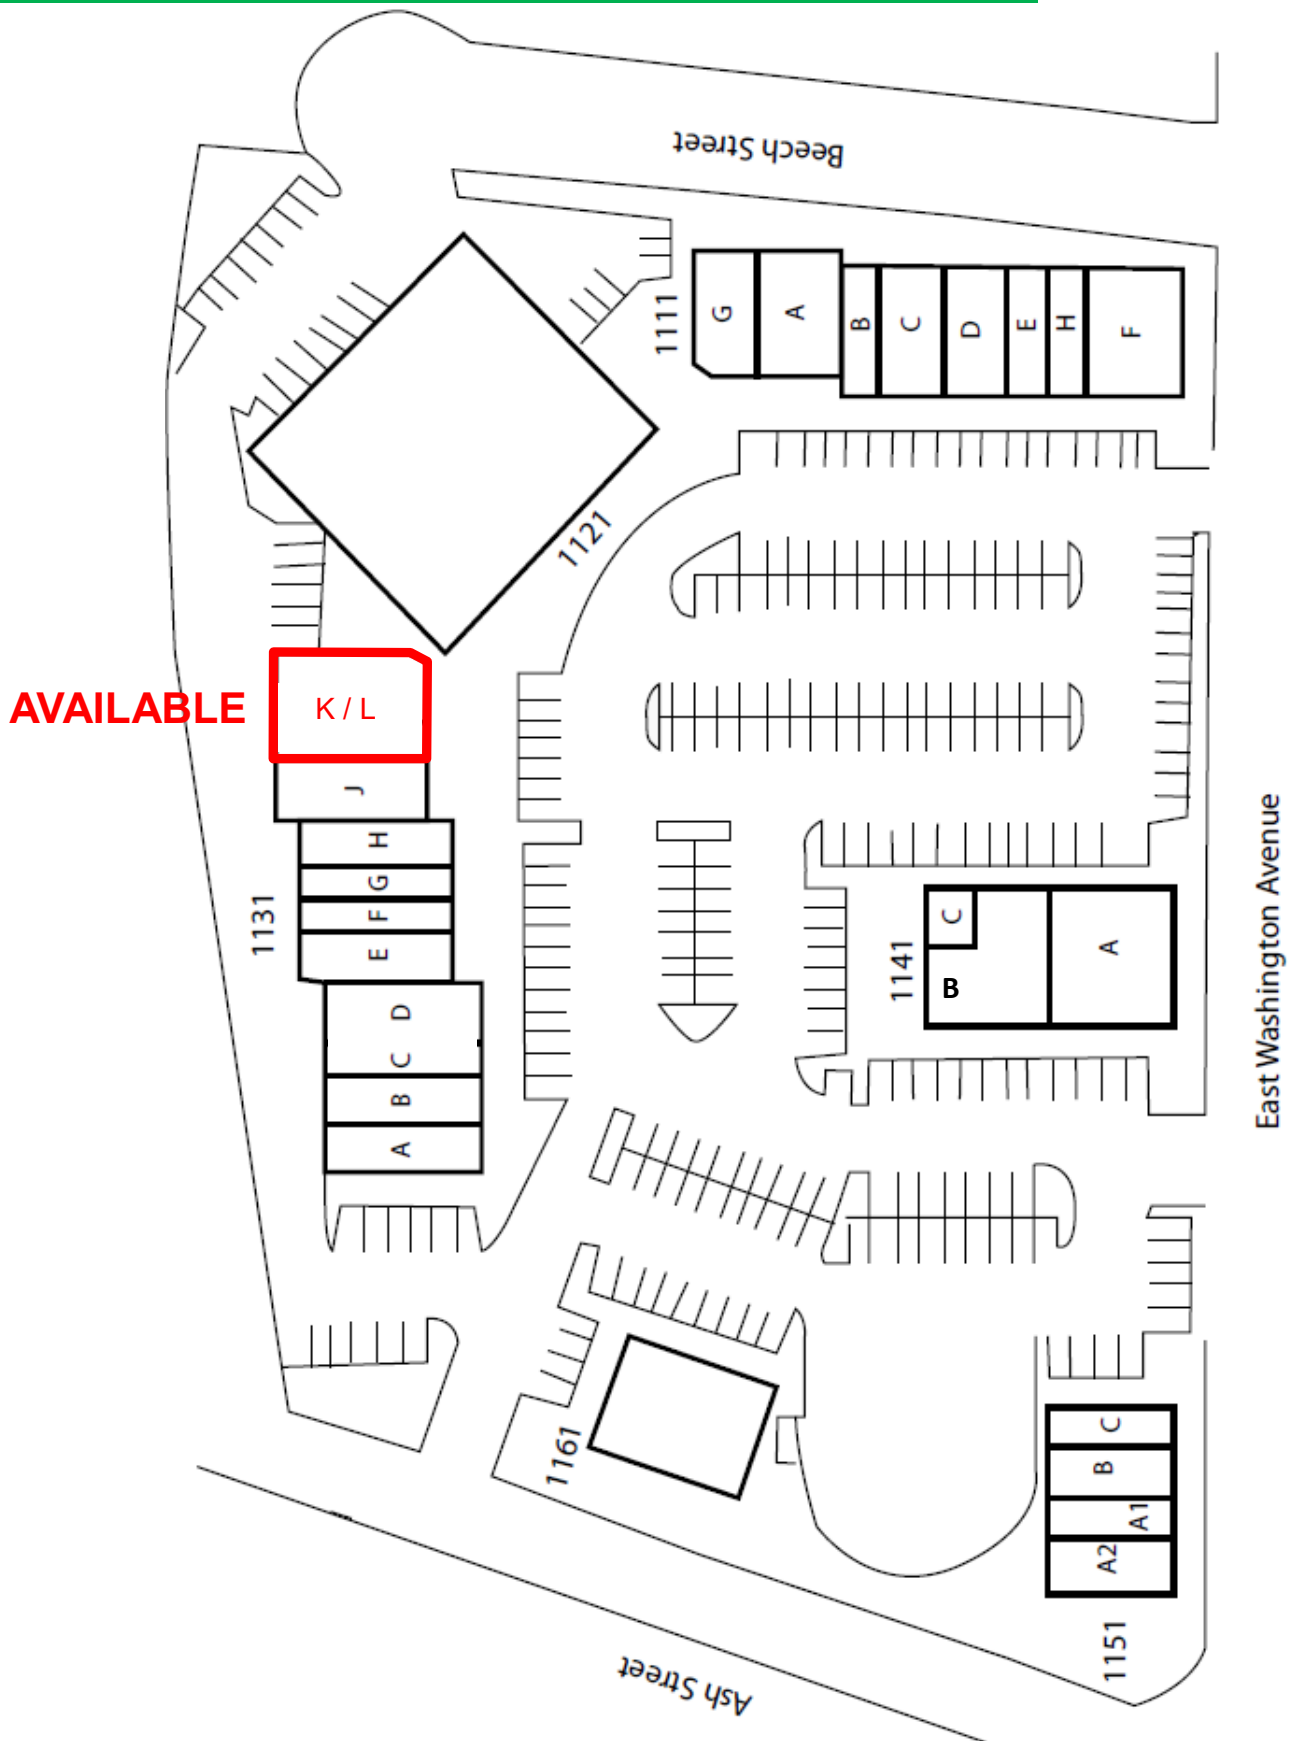 Beech Street
1111
G
A
B
C
D
E
H
F
1121
AVAILABLE
K / L
J
H
G
F
E
D
C
B
A
1131
1141
C
B
A
East Washington Avenue
1161
C
B
A1
A2
1151
Ash Street